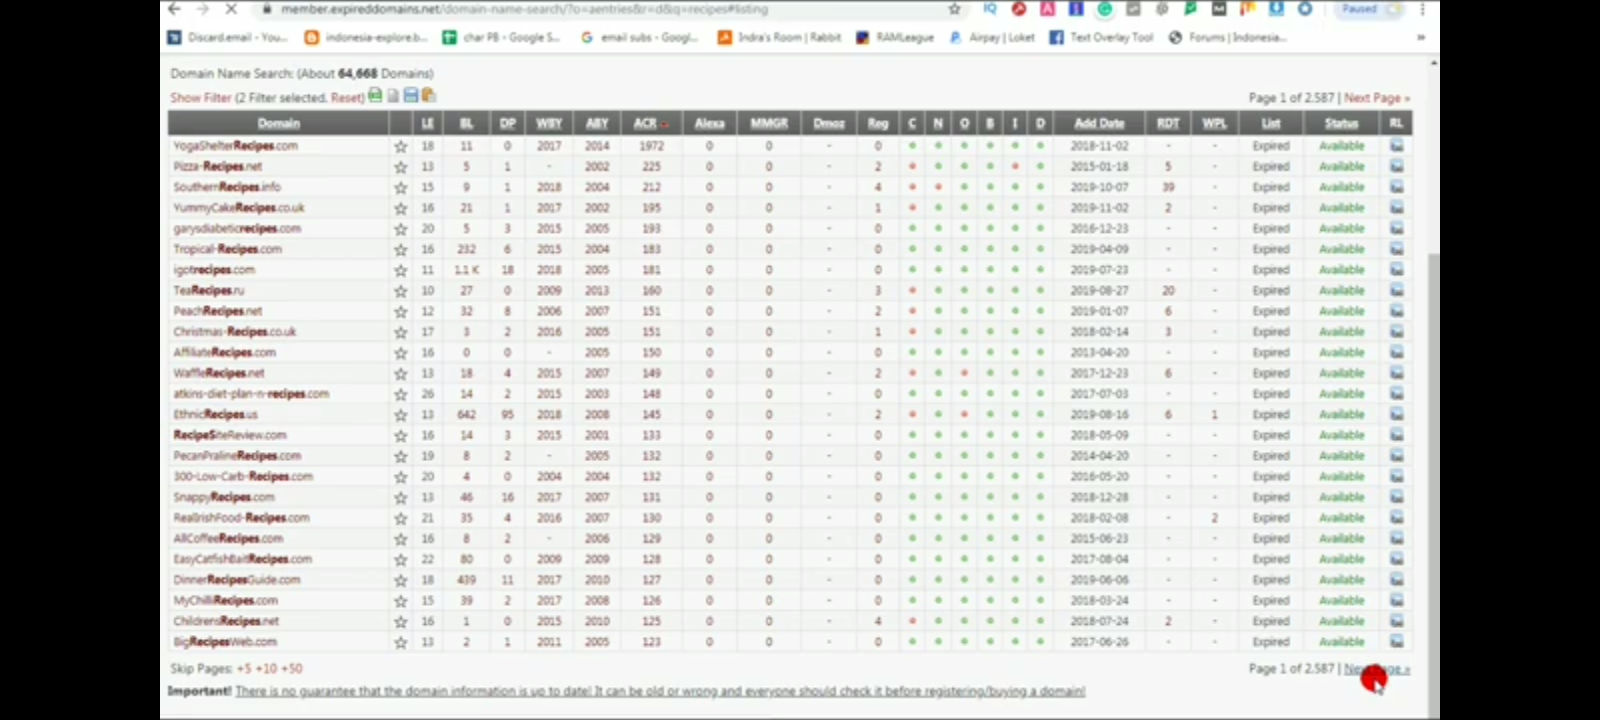 member.expireddomains.net/domain-name-search/?o=aentries&r=d&q=recipes#listing Paused
Discard.email - You... indonesia-explore.b... char PB - Google S... email subs - Googl... Indra's Room | Rabbit RAMLeague Airpay | Loket Text Overlay Tool Forums | Indonesia... »
Domain Name Search: (About 64,668 Domains)
Show Filter (2 Filter selected. Reset) Page 1 of 2.587 | Next Page »
Domain LE BL DP WBY ABY ACR Alexa MMGR Dmoz Reg C N O B I D Add Date RDT WPL List Status RL
YogaShelterRecipes.com 18 11 0 2017 2014 1972 0 0 - 0 2018-11-02 - - Expired Available
Pizza-Recipes.net 13 5 1 - 2002 225 0 0 - 2 2015-01-18 5 - Expired Available
SouthernRecipes.info 15 9 1 2018 2004 212 0 0 - 4 2019-10-07 39 - Expired Available
YummyCakeRecipes.co.uk 16 21 1 2017 2002 195 0 0 - 1 2019-11-02 2 - Expired Available
garysdiabeticrecipes.com 20 5 3 2015 2005 193 0 0 - 0 2016-12-23 - - Expired Available
Tropical-Recipes.com 16 232 6 2015 2004 183 0 0 - 0 2019-04-09 - - Expired Available
igotrecipes.com 11 1.1 K 18 2018 2005 181 0 0 - 0 2019-07-23 - - Expired Available
TeaRecipes.ru 10 27 0 2009 2013 160 0 0 - 3 2019-08-27 20 - Expired Available
PeachRecipes.net 12 32 8 2006 2007 151 0 0 - 2 2019-01-07 6 - Expired Available
Christmas-Recipes.co.uk 17 3 2 2016 2005 151 0 0 - 1 2018-02-14 3 - Expired Available
AffiliateRecipes.com 16 0 0 - 2005 150 0 0 - 0 2013-04-20 - - Expired Available
WaffleRecipes.net 13 18 4 2015 2007 149 0 0 - 2 2017-12-23 6 - Expired Available
atkins-diet-plan-n-recipes.com 26 14 2 2015 2003 148 0 0 - 0 2017-07-03 - - Expired Available
EthnicRecipes.us 13 642 95 2018 2008 145 0 0 - 2 2019-08-16 6 1 Expired Available
RecipeSiteReview.com 16 14 3 2015 2001 133 0 0 - 0 2018-05-09 - - Expired Available
PecanPralineRecipes.com 19 8 2 - 2005 132 0 0 - 0 2014-04-20 - - Expired Available
300-Low-Carb-Recipes.com 20 4 0 2004 2004 132 0 0 - 0 2016-05-20 - - Expired Available
SnappyRecipes.com 13 46 16 2017 2007 131 0 0 - 0 2018-12-28 - - Expired Available
RealIrishFood-Recipes.com 21 35 4 2016 2007 130 0 0 - 0 2018-02-08 - 2 Expired Available
AllCoffeeRecipes.com 16 8 2 - 2006 129 0 0 - 0 2015-06-23 - - Expired Available
EasyCatfishBaitRecipes.com 22 80 0 2009 2009 128 0 0 - 0 2017-08-04 - - Expired Available
DinnerRecipesGuide.com 18 439 11 2017 2010 127 0 0 - 0 2019-06-06 - - Expired Available
MyChilliRecipes.com 15 39 2 2017 2008 126 0 0 - 0 2018-03-24 - - Expired Available
ChildrensRecipes.net 16 1 0 2015 2010 125 0 0 - 4 2018-07-24 2 - Expired Available
BigRecipesWeb.com 13 2 1 2011 2005 123 0 0 - 0 2017-06-26 - - Expired Available
Skip Pages: +5 +10 +50 Page 1 of 2.587 | Next Page »
Important! There is no guarantee that the domain information is up to date! It can be old or wrong and everyone should check it before registering/buying a domain!